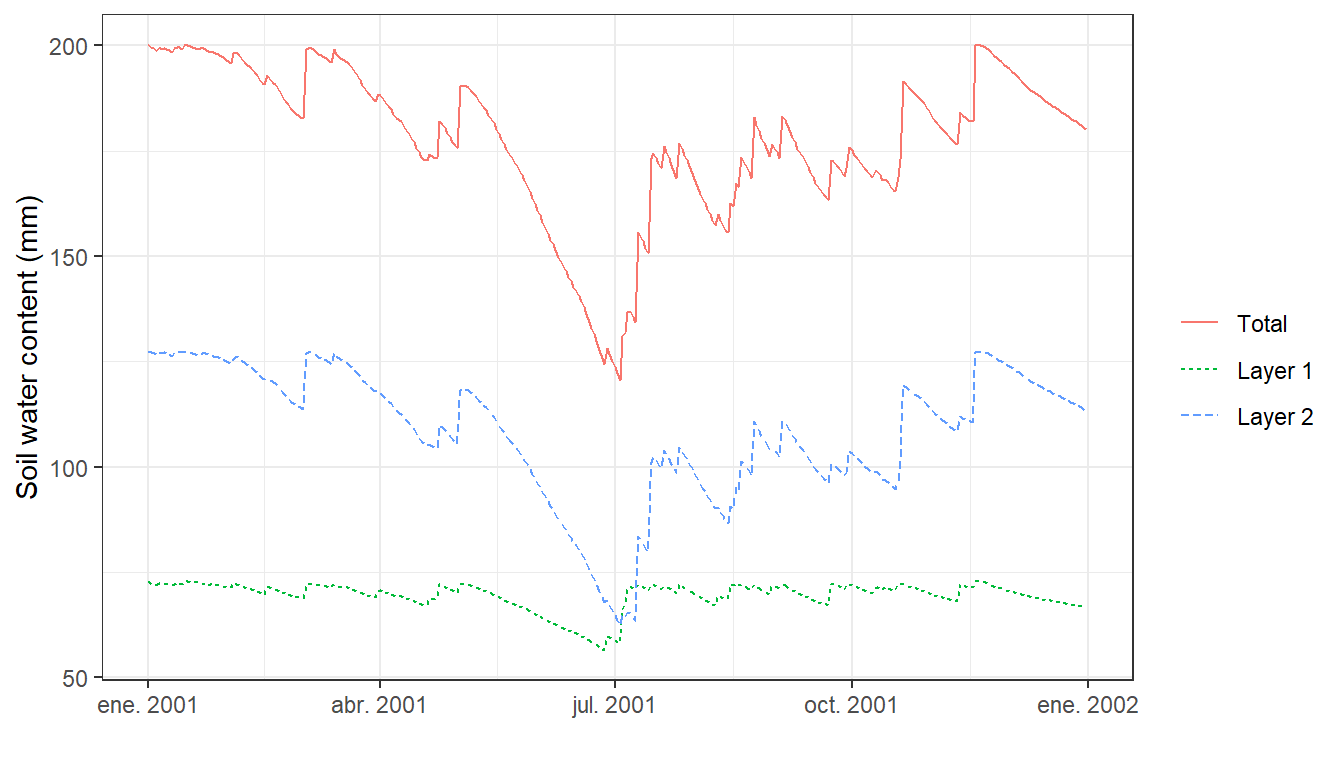 Soil water content (mm)
200
150
100
50
ene. 2001
abr. 2001
jul. 2001
oct. 2001
ene. 2002
Total
Layer 1
Layer 2